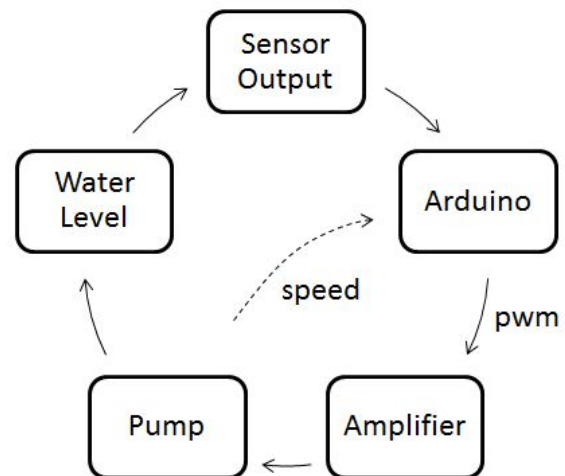 Sensor
Output
Water
Level
Arduino
speed
pwm
Pump
Amplifier